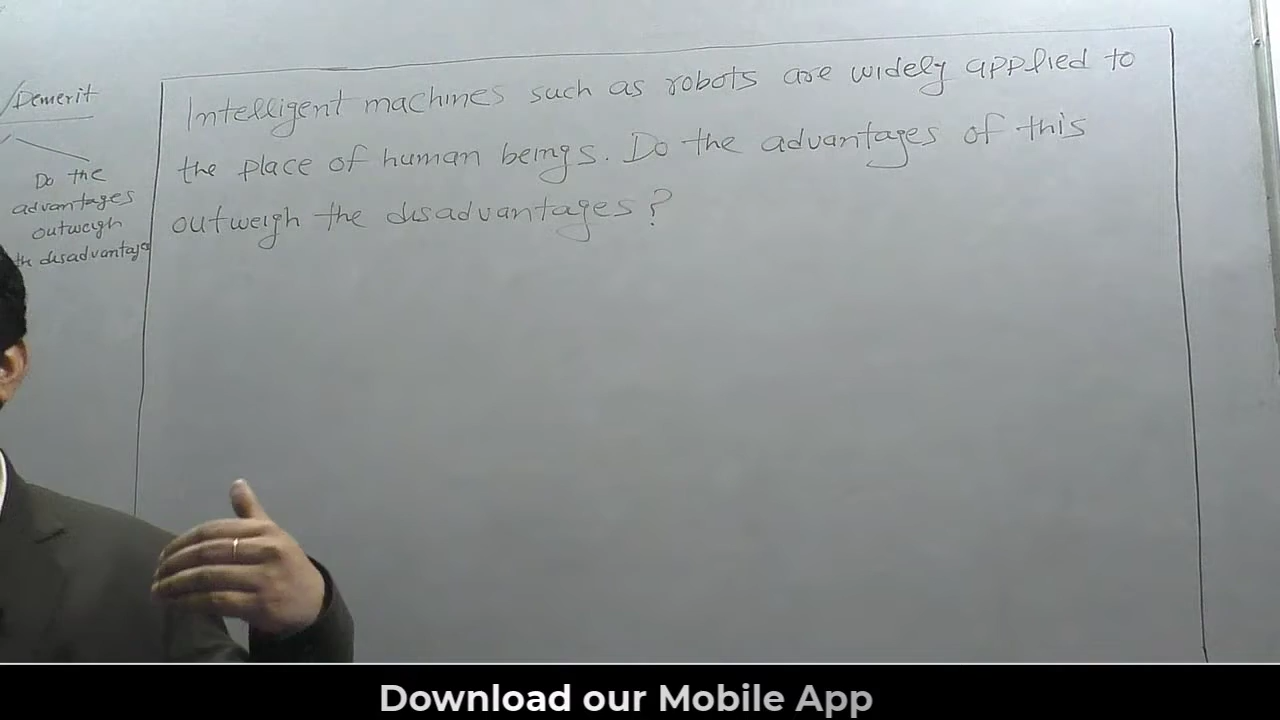 /Demerit
Do the
advantages
outweigh
the disadvantages
Intelligent machines such as robots are widely applied to
the place of human beings. Do the advantages of this
outweigh the disadvantages?
Download our Mobile App